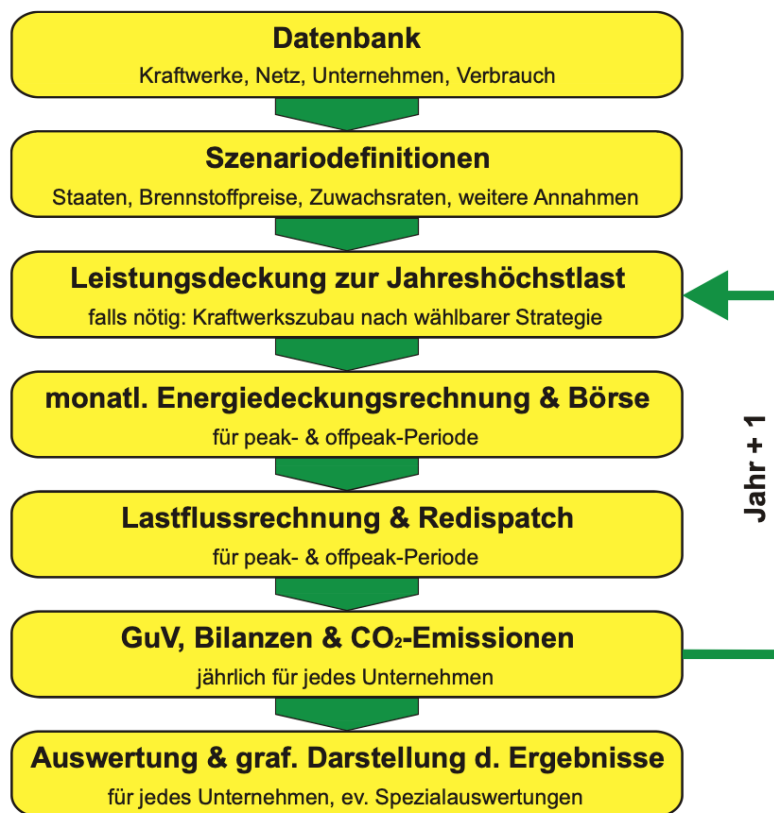 Datenbank
Kraftwerke, Netz, Unternehmen, Verbrauch
Szenariodefinitionen
Staaten, Brennstoffpreise, Zuwachsraten, weitere Annahmen
Leistungsdeckung zur Jahreshöchstlast
falls nötig: Kraftwerkszubau nach wählbarer Strategie
monatl. Energiedeckungsrechnung & Börse
für peak- & offpeak-Periode
Lastflussrechnung & Redispatch
für peak- & offpeak-Periode
GuV, Bilanzen & CO₂-Emissionen
jährlich für jedes Unternehmen
Auswertung & graf. Darstellung d. Ergebnisse
für jedes Unternehmen, ev. Spezialauswertungen
Jahr + 1